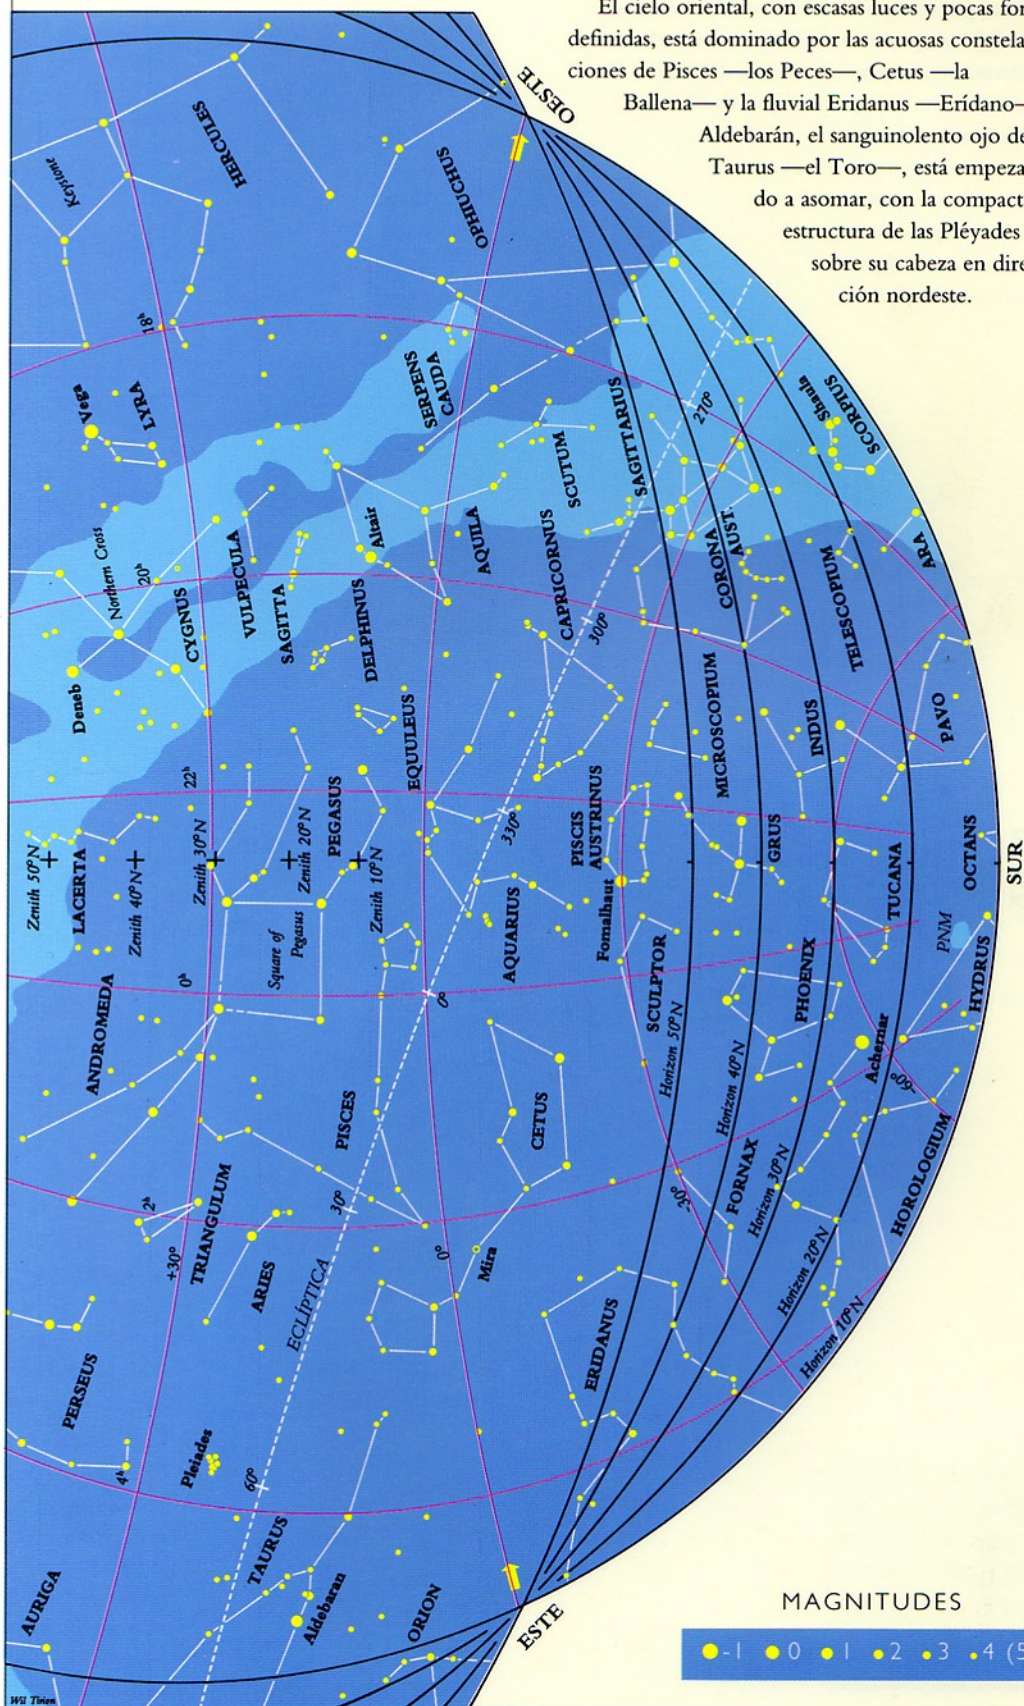 El cielo oriental, con escasas luces y pocas for
definidas, está dominado por las acuosas constela
ciones de Pisces —los Peces—, Cetus —la
Ballena— y la fluvial Eridanus —Erídano—
Aldebarán, el sanguinolento ojo de
Taurus —el Toro—, está empeza
do a asomar, con la compact
estructura de las Pléyades
sobre su cabeza en dire
ción nordeste.
OESTE
HERCULES
Keystone
OPHIUCHUS
18h
SERPENS
CAUDA
Vega
LYRA
270°
Shaula
SCORPIUS
SAGITTARIUS
SCUTUM
Altair
AQUILA
CAPRICORNUS
CORONA
AUST.
ARA
Northern Cross
20h
VULPECULA
CYGNUS
SAGITTA
DELPHINUS
300°
TELESCOPIUM
Deneb
EQUULEUS
MICROSCOPIUM
INDUS
PAVO
22h
PEGASUS
330°
PISCIS
AUSTRINUS
GRUS
Zenith 50°N
LACERTA
Zenith 40°N
Zenith 30°N
Zenith 20°N
Zenith 10°N
Square of
Pegasus
AQUARIUS
Fomalhaut
TUCANA
OCTANS
SUR
PNM
HYDRUS
ANDROMEDA
0h
0°
SCULPTOR
PHOENIX
Achernar
-60°
Horizon 50°N
Horizon 40°N
Horizon 30°N
Horizon 20°N
Horizon 10°N
PISCES
CETUS
FORNAX
HOROLOGIUM
TRIANGULUM
2h
+30°
30°
-30°
0°
Mira
ARIES
ECLÍPTICA
ERIDANUS
PERSEUS
Pleiades
4h
60°
TAURUS
Aldebaran
AURIGA
ORION
ESTE
MAGNITUDES
-1 0 1 2 3 4 (5
Wil Tirion